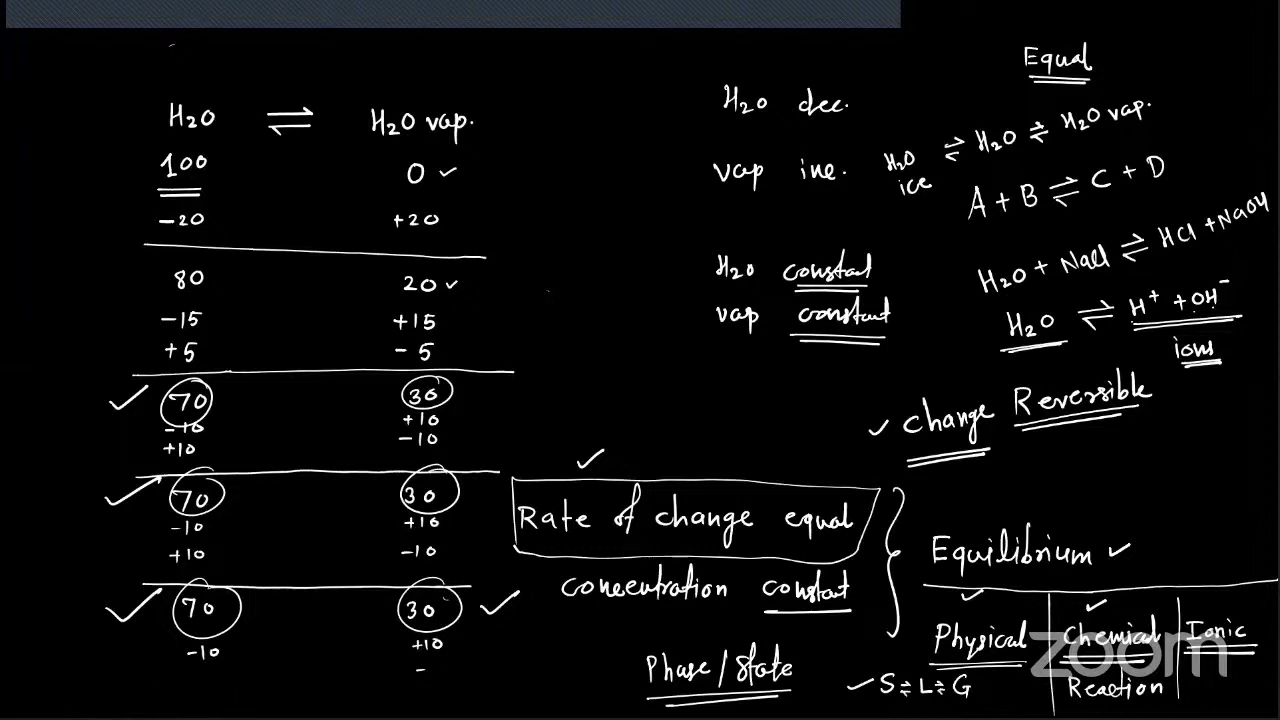 H₂O ⇌ H₂O vap.
100 0 ✓
-20 +20
80 20 ✓
-15 +15
+5 - 5
✓ 70 30
-10 +10
+10 -10
✓ 70 30
-10 +10
+10 -10
✓ 70 30 ✓
-10 +10
-
H₂O dec.
vap inc.
H₂O constant
vap constant
✓
Rate of change equal
concentration constant
Phase/State
Equal
H₂O ice ⇌ H₂O ⇌ H₂O vap.
A + B ⇌ C + D
H₂O + NaCl ⇌ HCl + NaOH
H₂O ⇌ H⁺ + OH⁻
ions
✓ change Reversible
Equilibrium ✓
✓ ✓
Physical Chemical Ionic
✓ S ⇌ L ⇌ G Reaction
zoom